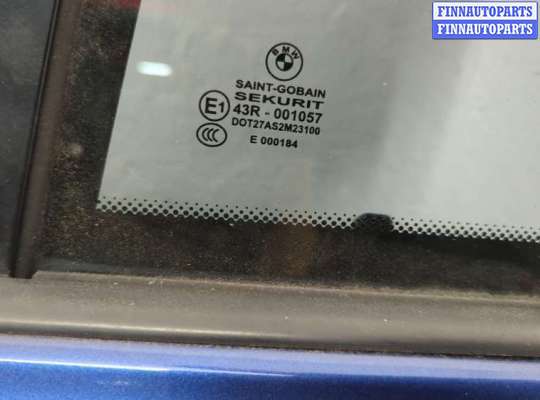 FINNAUTOPARTS
FINNAUTOPARTS
BMW
SAINT-GOBAIN
SEKURIT
E1 43R - 001057
DOT27AS2M23100
CCC E 000184